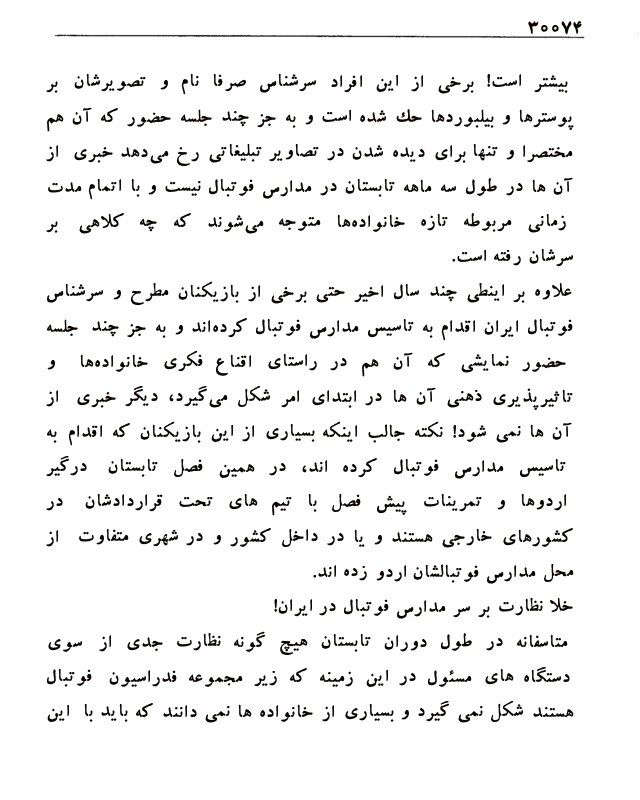 ۳۰۰۷۴
بیشتر است! برخی از این افراد سرشناس صرفا نام و تصویرشان بر
پوسترها و بیلبوردها حك شده است و به جز چند جلسه حضور که آن هم
مختصرا و تنها برای دیده شدن در تصاویر تبلیغاتی رخ می‌دهد خبری از
آن ها در طول سه ماهه تابستان در مدارس فوتبال نیست و با اتمام مدت
زمانی مربوطه تازه خانواده‌ها متوجه می‌شوند که چه کلاهی بر
سرشان رفته است.
علاوه بر اینطی چند سال اخیر حتی برخی از بازیکنان مطرح و سرشناس
فوتبال ایران اقدام به تاسیس مدارس فوتبال کرده‌اند و به جز چند جلسه
حضور نمایشی که آن هم در راستای اقناع فکری خانواده‌ها و
تاثیرپذیری ذهنی آن ها در ابتدای امر شکل می‌گیرد، دیگر خبری از
آن ها نمی شود! نکته جالب اینکه بسیاری از این بازیکنان که اقدام به
تاسیس مدارس فوتبال کرده اند، در همین فصل تابستان درگیر
اردوها و تمرینات پیش فصل با تیم های تحت قراردادشان در
کشورهای خارجی هستند و یا در داخل کشور و در شهری متفاوت از
محل مدارس فوتبالشان اردو زده اند.
خلا نظارت بر سر مدارس فوتبال در ایران!
متاسفانه در طول دوران تابستان هیچ گونه نظارت جدی از سوی
دستگاه های مسئول در این زمینه که زیر مجموعه فدراسیون فوتبال
هستند شکل نمی گیرد و بسیاری از خانواده ها نمی دانند که باید با این